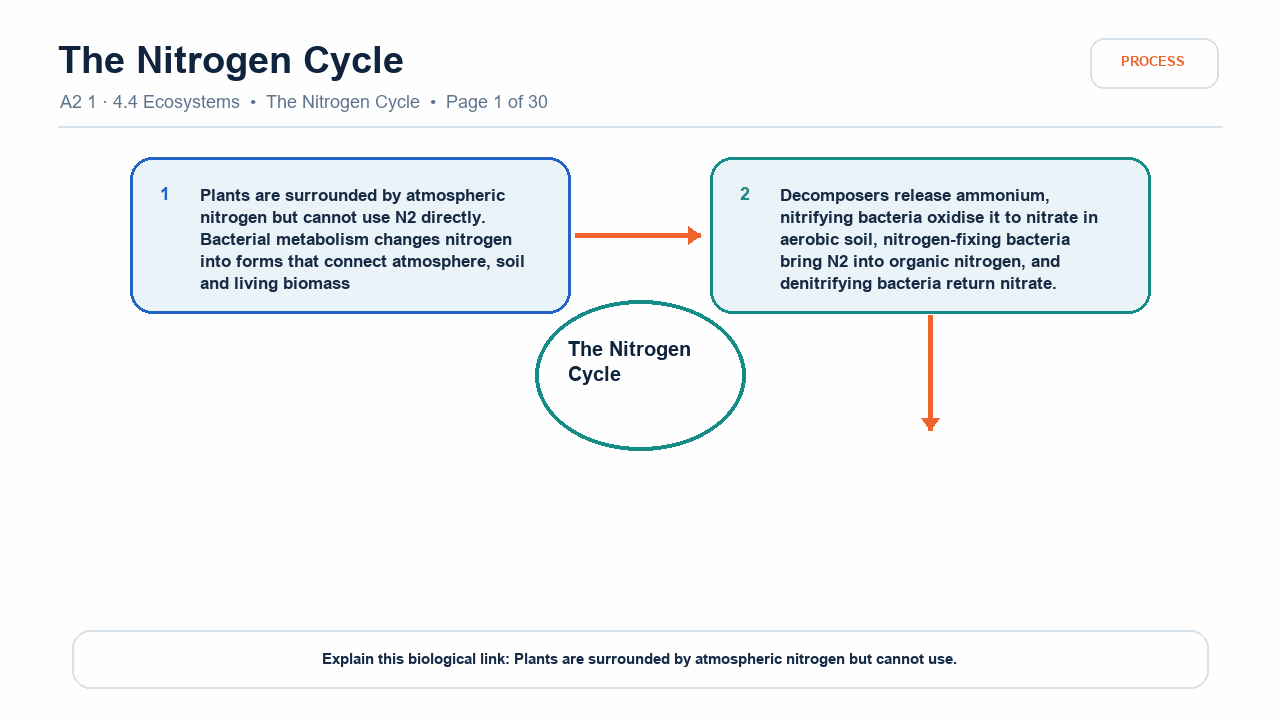 The Nitrogen Cycle
PROCESS
A2 1 · 4.4 Ecosystems • The Nitrogen Cycle • Page 1 of 30
1
Plants are surrounded by atmospheric
nitrogen but cannot use N2 directly.
Bacterial metabolism changes nitrogen
into forms that connect atmosphere, soil
and living biomass
2
Decomposers release ammonium,
nitrifying bacteria oxidise it to nitrate in
aerobic soil, nitrogen-fixing bacteria
bring N2 into organic nitrogen, and
denitrifying bacteria return nitrate.
The Nitrogen
Cycle
Explain this biological link: Plants are surrounded by atmospheric nitrogen but cannot use.